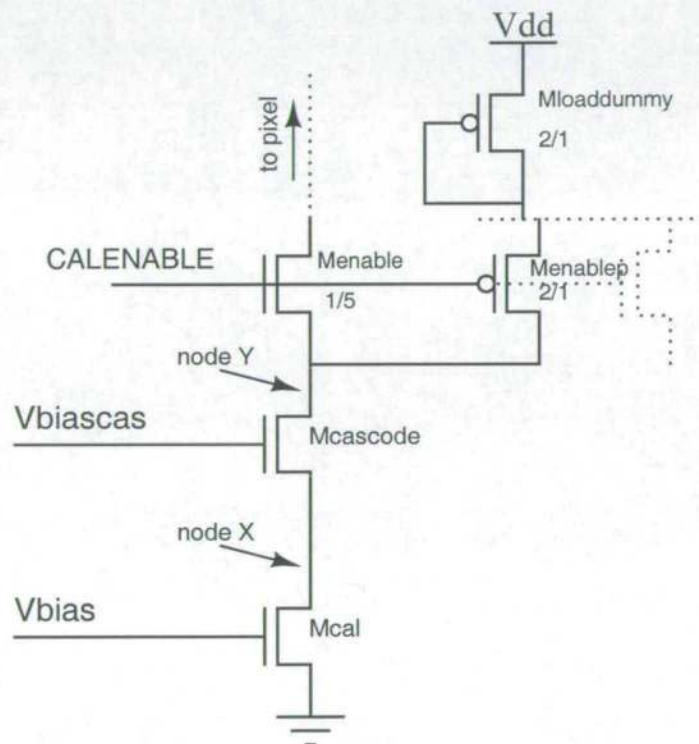 Vdd
Mloaddummy
2/1
to pixel
CALENABLE
Menable
1/5
Menablep
2/1
node Y
Vbiascas
Mcascode
node X
Vbias
Mcal